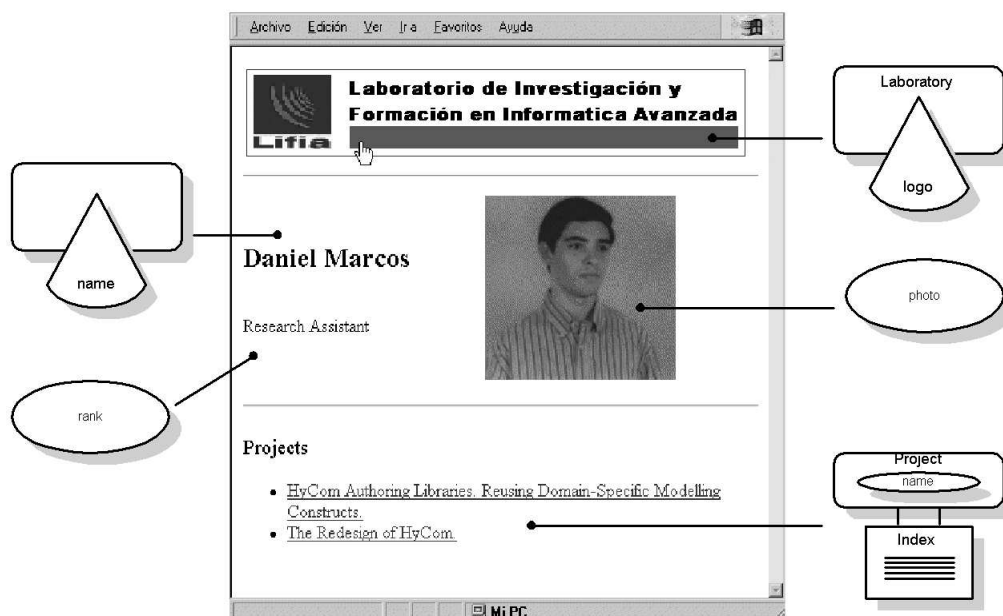 Archivo Edición Ver Ir a Favoritos Ayuda
Laboratorio de Investigación y
Formación en Informatica Avanzada
Lifia
Laboratory
logo
name
Daniel Marcos
photo
Research Assistant
rank
Projects
HyCom Authoring Libraries. Reusing Domain-Specific Modelling
Constructs.
The Redesign of HyCom.
Project
name
Index
Mi PC